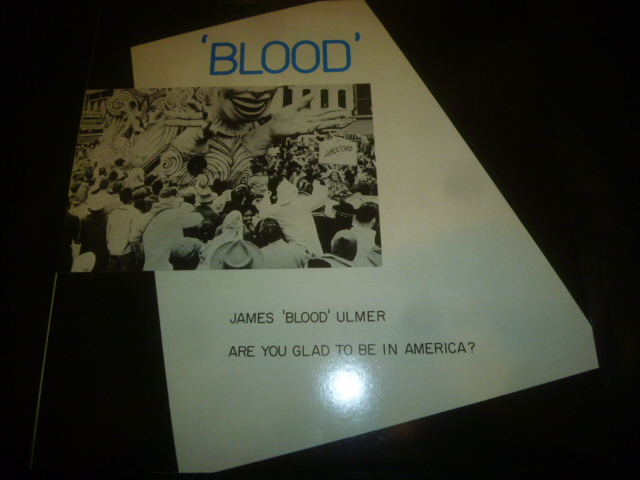 'BLOOD'
JAMES 'BLOOD' ULMER
ARE YOU GLAD TO BE IN AMERICA?